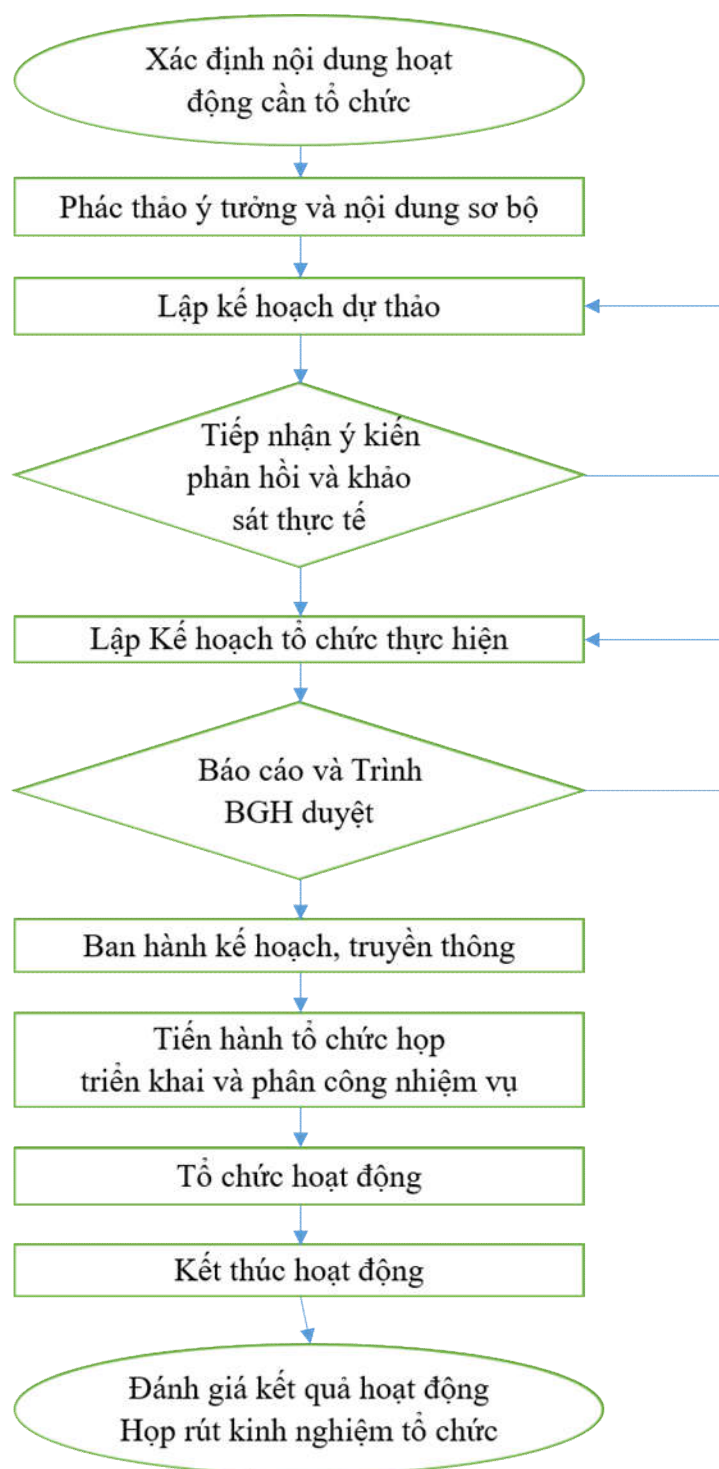 Xác định nội dung hoạt
động cần tổ chức
Phác thảo ý tưởng và nội dung sơ bộ
Lập kế hoạch dự thảo
Tiếp nhận ý kiến
phản hồi và khảo
sát thực tế
Lập Kế hoạch tổ chức thực hiện
Báo cáo và Trình
BGH duyệt
Ban hành kế hoạch, truyền thông
Tiến hành tổ chức họp
triển khai và phân công nhiệm vụ
Tổ chức hoạt động
Kết thúc hoạt động
Đánh giá kết quả hoạt động
Họp rút kinh nghiệm tổ chức